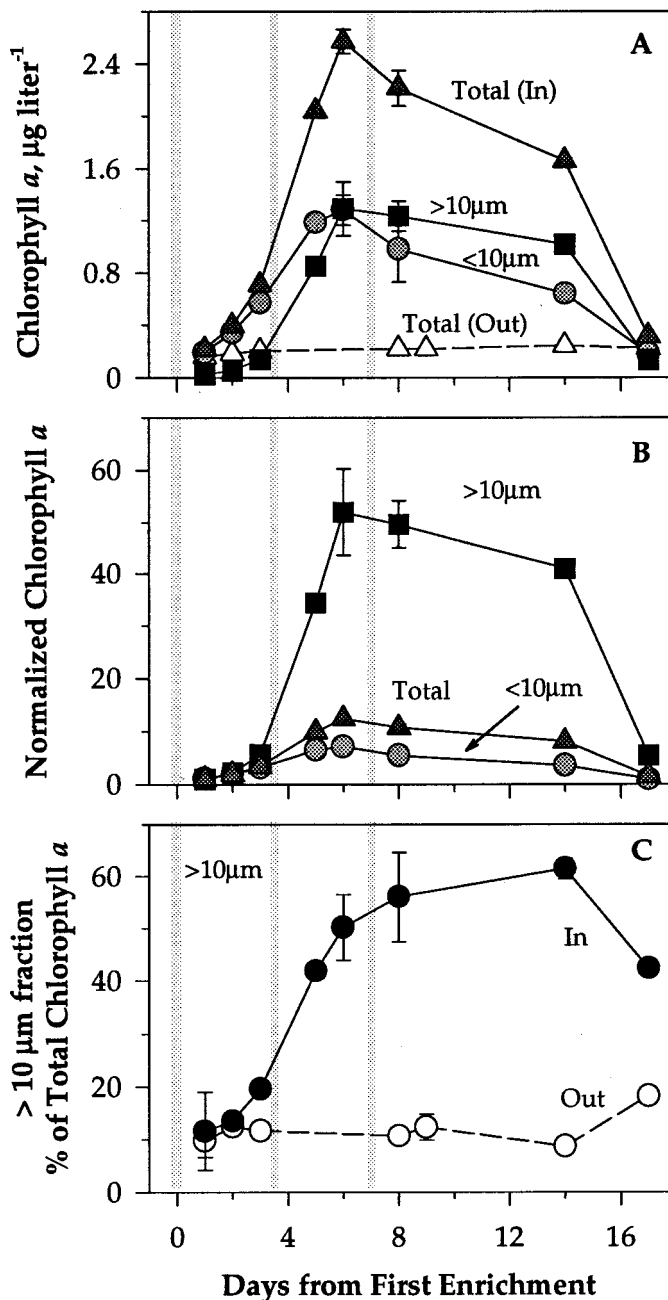 A
Chlorophyll a, µg liter-1
2.4
1.6
0.8
0
Total (In)
>10µm
<10µm
Total (Out)
B
Normalized Chlorophyll a
60
40
20
0
>10µm
Total
<10µm
C
> 10 µm fraction
% of Total Chlorophyll a
60
40
20
0
>10µm
In
Out
0 4 8 12 16
Days from First Enrichment